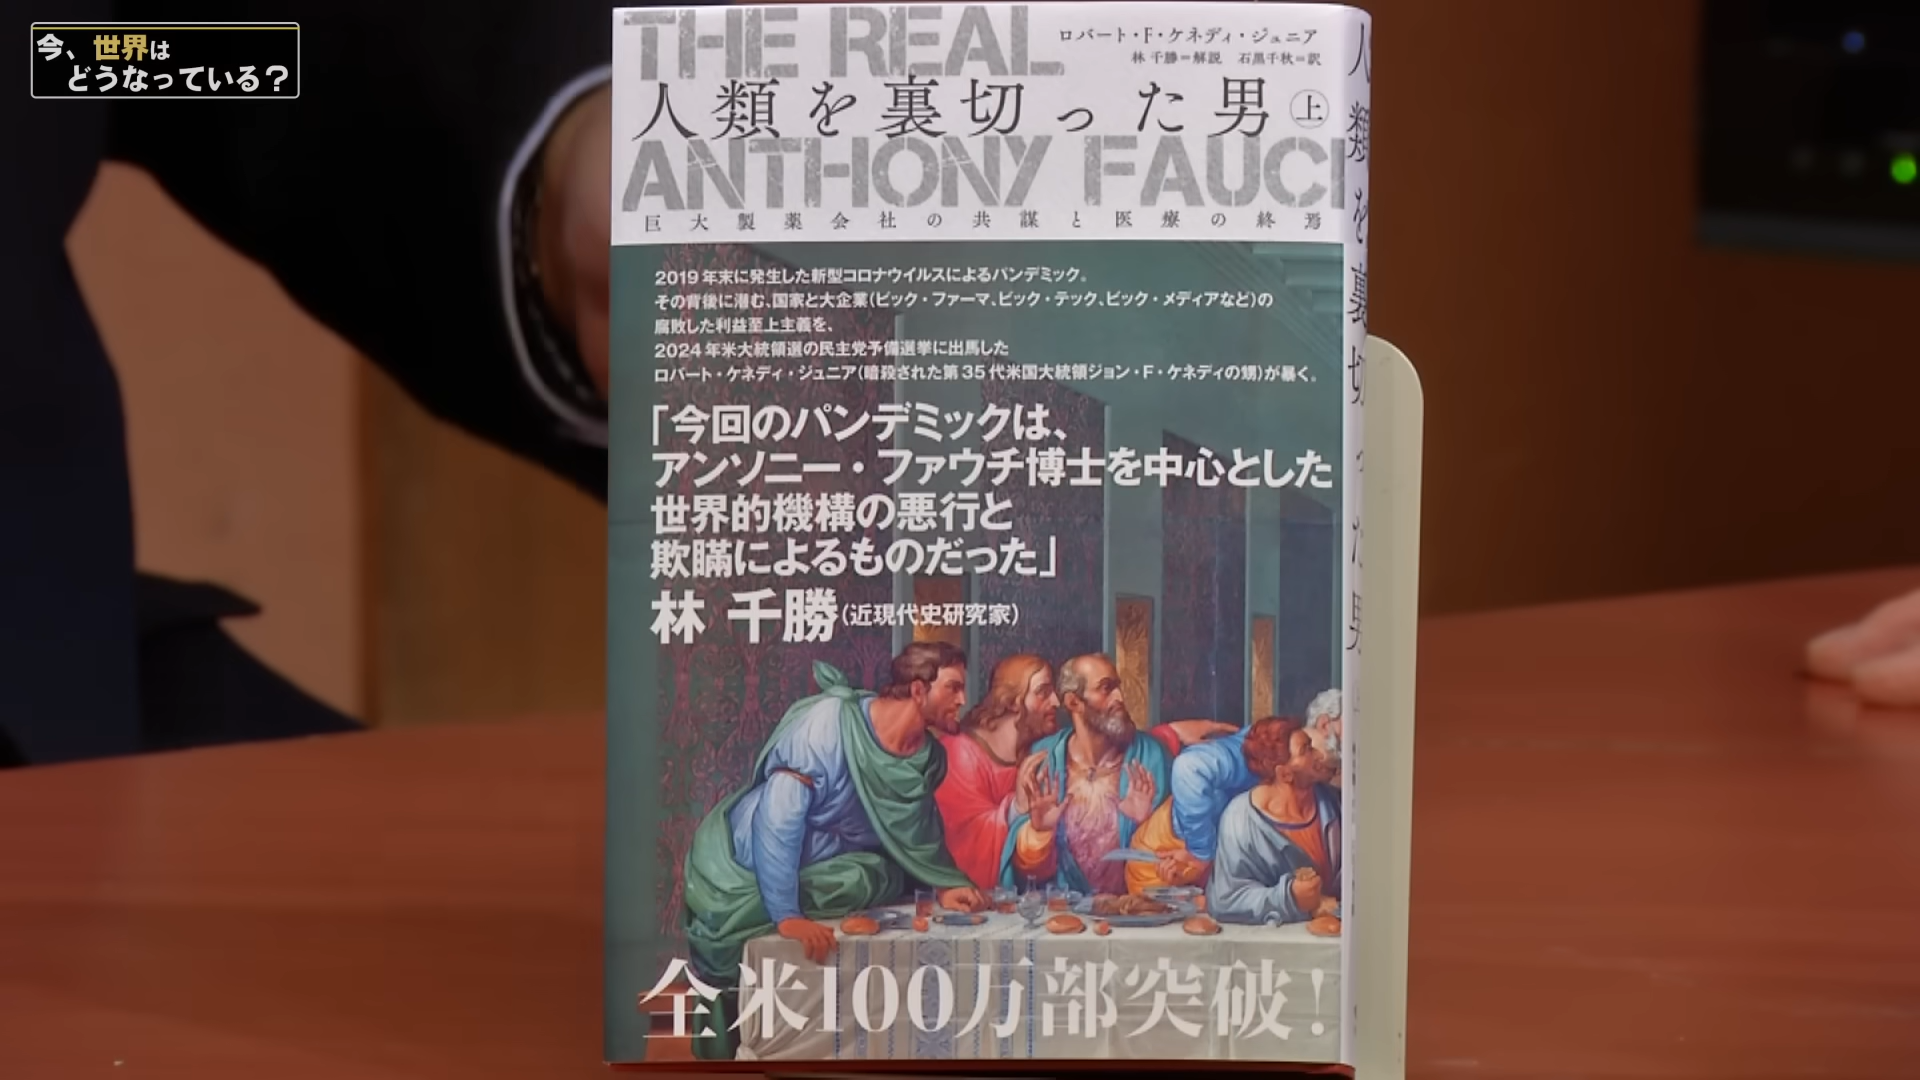 今、世界は
どうなっている？
THE REAL
ロバート・F・ケネディ・ジュニア
林 千勝＝解説 石黒千秋＝訳
人類を裏切った男 上
ANTHONY FAUCI
巨大製薬会社の共謀と医療の終焉
2019年末に発生した新型コロナウイルスによるパンデミック。
その背後に潜む、国家と大企業（ビック・ファーマ、ビック・テック、ビック・メディアなど）の
腐敗した利益至上主義を、
2024年米大統領選の民主党予備選挙に出馬した
ロバート・ケネディ・ジュニア（暗殺された第35代米国大統領ジョン・F・ケネディの甥）が暴く。
「今回のパンデミックは、
アンソニー・ファウチ博士を中心とした
世界的機構の悪行と
欺瞞によるものだった」
林 千勝（近現代史研究家）
全米100万部突破！
人類を裏切った男